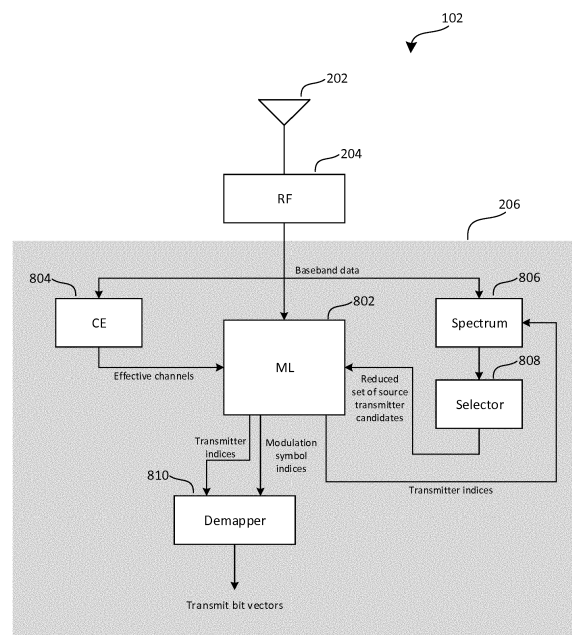 102
202
204
RF
206
Baseband data
804
802
806
CE
Spectrum
ML
808
Effective channels
Reduced
set of source
transmitter
candidates
Selector
Transmitter
indices
Modulation
symbol
indices
810
Transmitter indices
Demapper
Transmit bit vectors